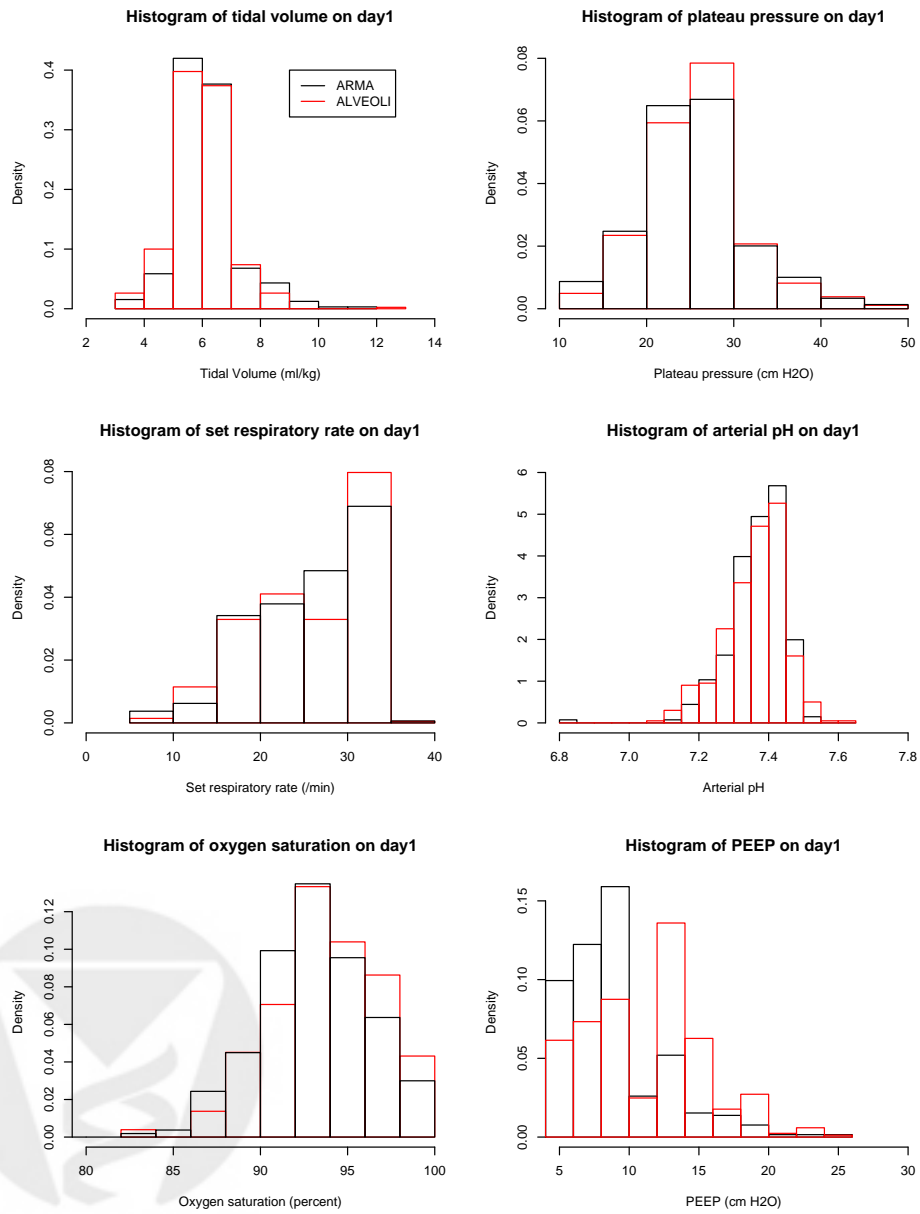 Histogram of tidal volume on day1
Density
0.0 0.1 0.2 0.3 0.4
ARMA
ALVEOLI
2 4 6 8 10 12 14
Tidal Volume (ml/kg)
Histogram of plateau pressure on day1
Density
0.00 0.02 0.04 0.06 0.08
10 20 30 40 50
Plateau pressure (cm H2O)
Histogram of set respiratory rate on day1
Density
0.00 0.02 0.04 0.06 0.08
0 10 20 30 40
Set respiratory rate (/min)
Histogram of arterial pH on day1
Density
0 1 2 3 4 5 6
6.8 7.0 7.2 7.4 7.6 7.8
Arterial pH
Histogram of oxygen saturation on day1
Density
0.00 0.02 0.04 0.06 0.08 0.10 0.12
80 85 90 95 100
Oxygen saturation (percent)
Histogram of PEEP on day1
Density
0.00 0.05 0.10 0.15
5 10 15 20 25 30
PEEP (cm H2O)